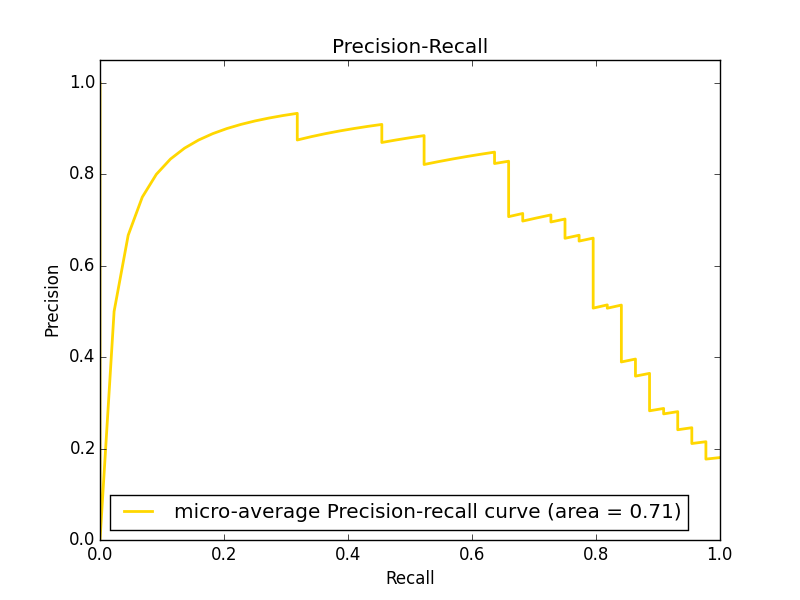 Precision-Recall
1.0
0.8
0.6
0.4
0.2
0.0
Precision
micro-average Precision-recall curve (area = 0.71)
0.0 0.2 0.4 0.6 0.8 1.0
Recall